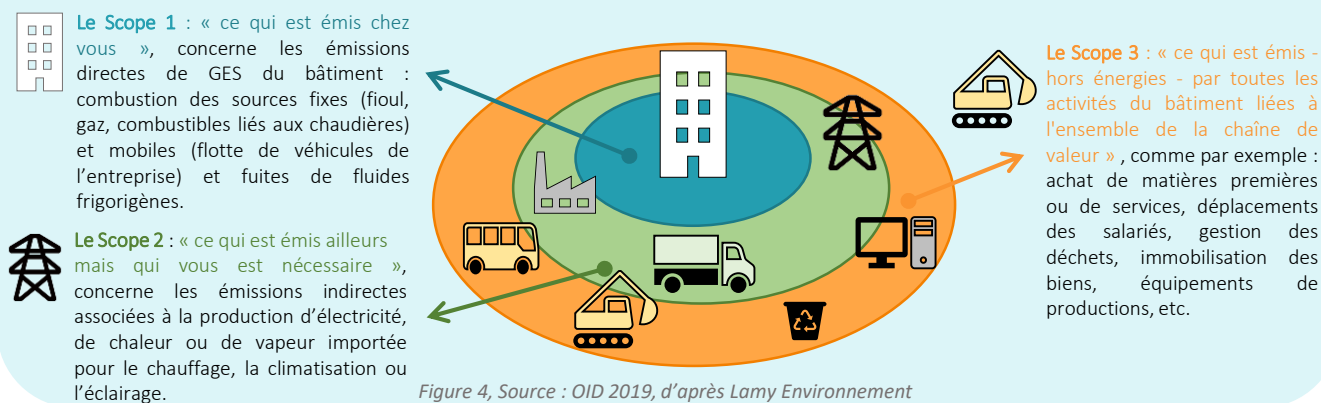 Le Scope 1 : « ce qui est émis chez
vous », concerne les émissions
directes de GES du bâtiment :
combustion des sources fixes (fioul,
gaz, combustibles liés aux chaudières)
et mobiles (flotte de véhicules de
l'entreprise) et fuites de fluides
frigorigènes.
Le Scope 2 : « ce qui est émis ailleurs
mais qui vous est nécessaire »,
concerne les émissions indirectes
associées à la production d'électricité,
de chaleur ou de vapeur importée
pour le chauffage, la climatisation ou
l'éclairage.
Le Scope 3 : « ce qui est émis -
hors énergies - par toutes les
activités du bâtiment liées à
l'ensemble de la chaîne de
valeur » , comme par exemple :
achat de matières premières
ou de services, déplacements
des salariés, gestion des
déchets, immobilisation des
biens, équipements de
productions, etc.
Figure 4, Source : OID 2019, d'après Lamy Environnement